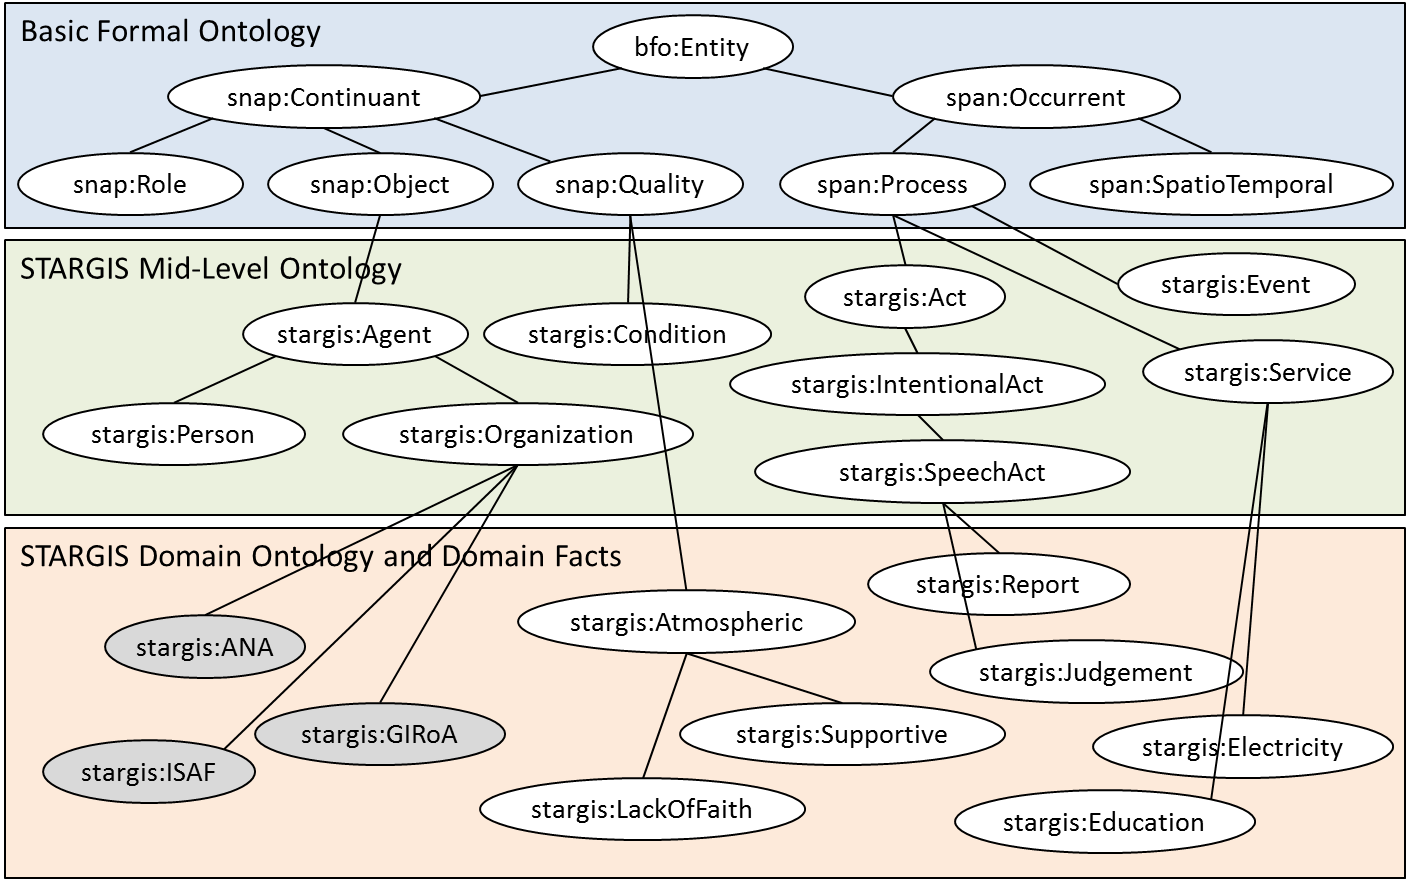 Basic Formal Ontology
bfo:Entity
snap:Continuant
span:Occurrent
snap:Role
snap:Object
snap:Quality
span:Process
span:SpatioTemporal
STARGIS Mid-Level Ontology
stargis:Act
stargis:Event
stargis:Agent
stargis:Condition
stargis:IntentionalAct
stargis:Service
stargis:Person
stargis:Organization
stargis:SpeechAct
STARGIS Domain Ontology and Domain Facts
stargis:Report
stargis:ANA
stargis:Atmospheric
stargis:Judgement
stargis:GIRoA
stargis:Supportive
stargis:Electricity
stargis:ISAF
stargis:LackOfFaith
stargis:Education